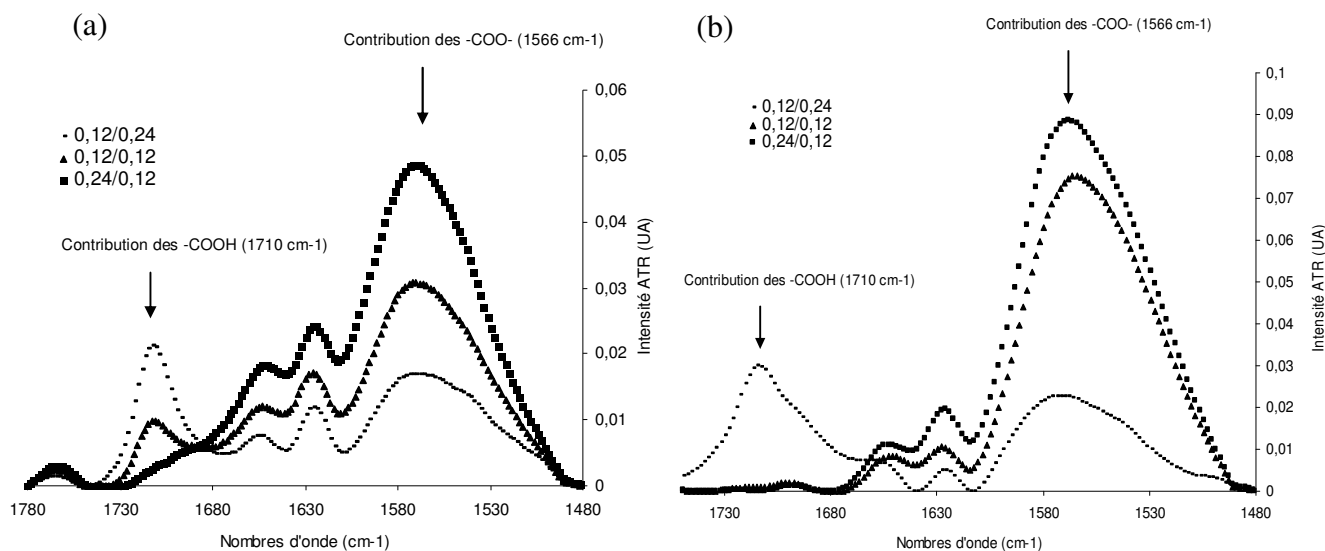 (a)
Contribution des -COO- (1566 cm-1)
0,12/0,24
0,12/0,12
0,24/0,12
Contribution des -COOH (1710 cm-1)
0,06
0,05
0,04
0,03
0,02
0,01
0
Intensité ATR (UA)
1780 1730 1680 1630 1580 1530 1480
Nombres d'onde (cm-1)
(b)
Contribution des -COO- (1566 cm-1)
0,12/0,24
0,12/0,12
0,24/0,12
Contribution des -COOH (1710 cm-1)
0,1
0,09
0,08
0,07
0,06
0,05
0,04
0,03
0,02
0,01
0
Intensité ATR (UA)
1730 1680 1630 1580 1530 1480
Nombres d'onde (cm-1)